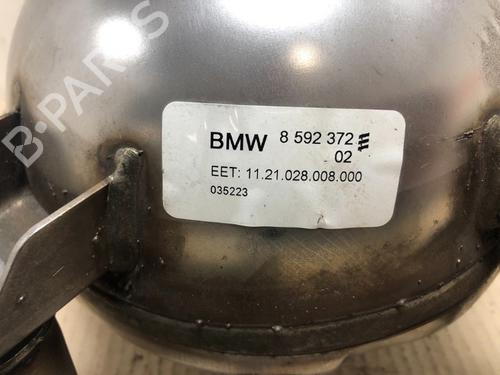 B-PARTS
BMW 8 592 372
02
EET: 11.21.028.008.000
035223